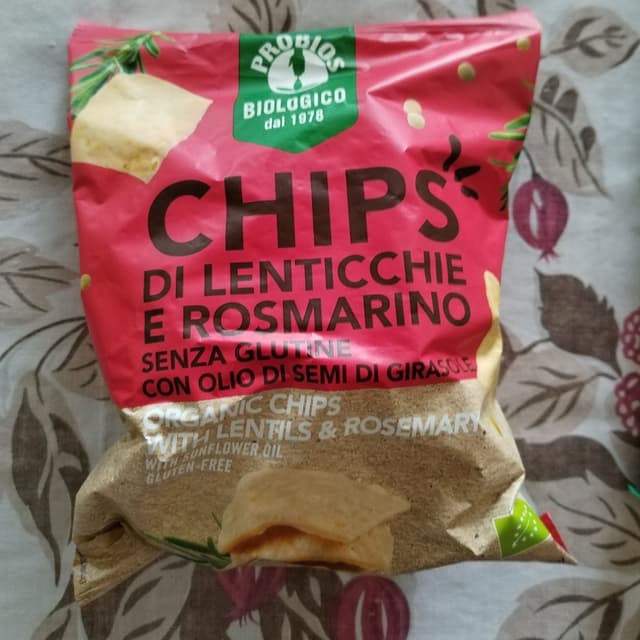 PROBIOS
BIOLOGICO
dal 1978
CHIPS
DI LENTICCHIE
E ROSMARINO
SENZA GLUTINE
CON OLIO DI SEMI DI GIRASOLE
ORGANIC CHIPS
WITH LENTILS & ROSEMARY
WITH SUNFLOWER OIL
GLUTEN-FREE